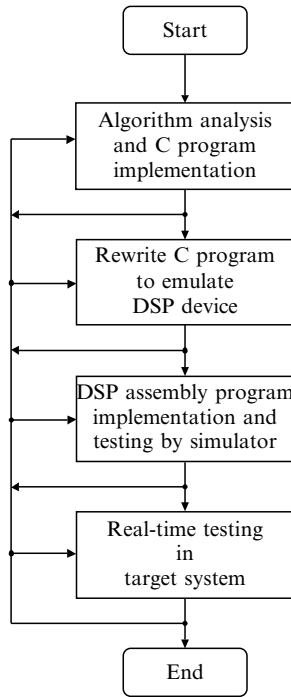 Start
Algorithm analysis
and C program
implementation
Rewrite C program
to emulate
DSP device
DSP assembly program
implementation and
testing by simulator
Real-time testing
in
target system
End